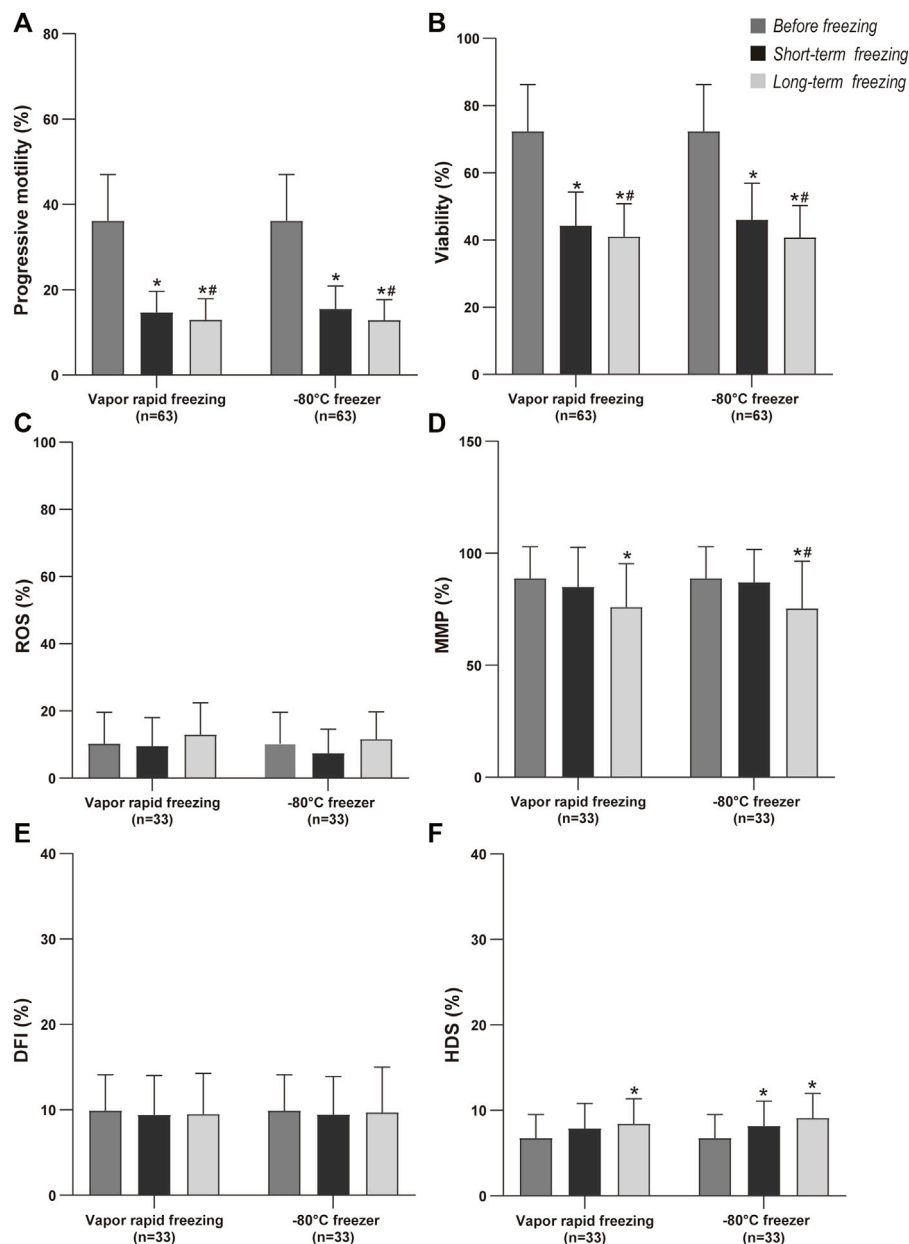 A
Progressive motility (%)
80
60
40
20
0
*
*#
*
*#
Vapor rapid freezing
(n=63)
-80°C freezer
(n=63)
B
Viability (%)
100
80
60
40
20
0
*
*#
*
*#
Vapor rapid freezing
(n=63)
-80°C freezer
(n=63)
Before freezing
Short-term freezing
Long-term freezing
C
ROS (%)
100
80
60
40
20
0
Vapor rapid freezing
(n=33)
-80°C freezer
(n=33)
D
MMP (%)
150
100
50
0
*
*#
Vapor rapid freezing
(n=33)
-80°C freezer
(n=33)
E
DFI (%)
40
30
20
10
0
Vapor rapid freezing
(n=33)
-80°C freezer
(n=33)
F
HDS (%)
40
30
20
10
0
*
*
*
Vapor rapid freezing
(n=33)
-80°C freezer
(n=33)